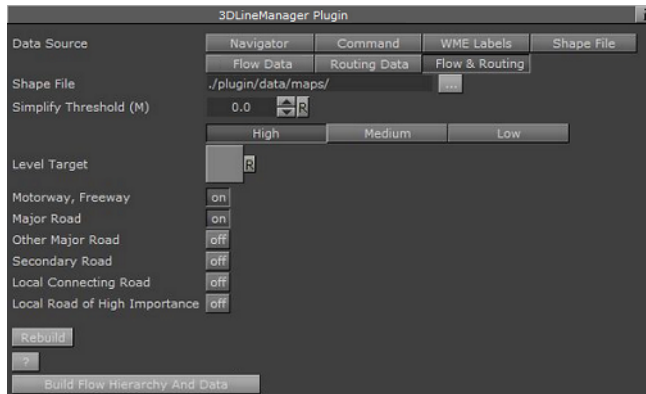 3DLineManager Plugin
Data Source Navigator Command WME Labels Shape File
Flow Data Routing Data Flow & Routing
Shape File ./plugin/data/maps/ ...
Simplify Threshold (M) 0.0 R
High Medium Low
Level Target R
Motorway, Freeway on
Major Road on
Other Major Road off
Secondary Road off
Local Connecting Road off
Local Road of High Importance off
Rebuild
?
Build Flow Hierarchy And Data